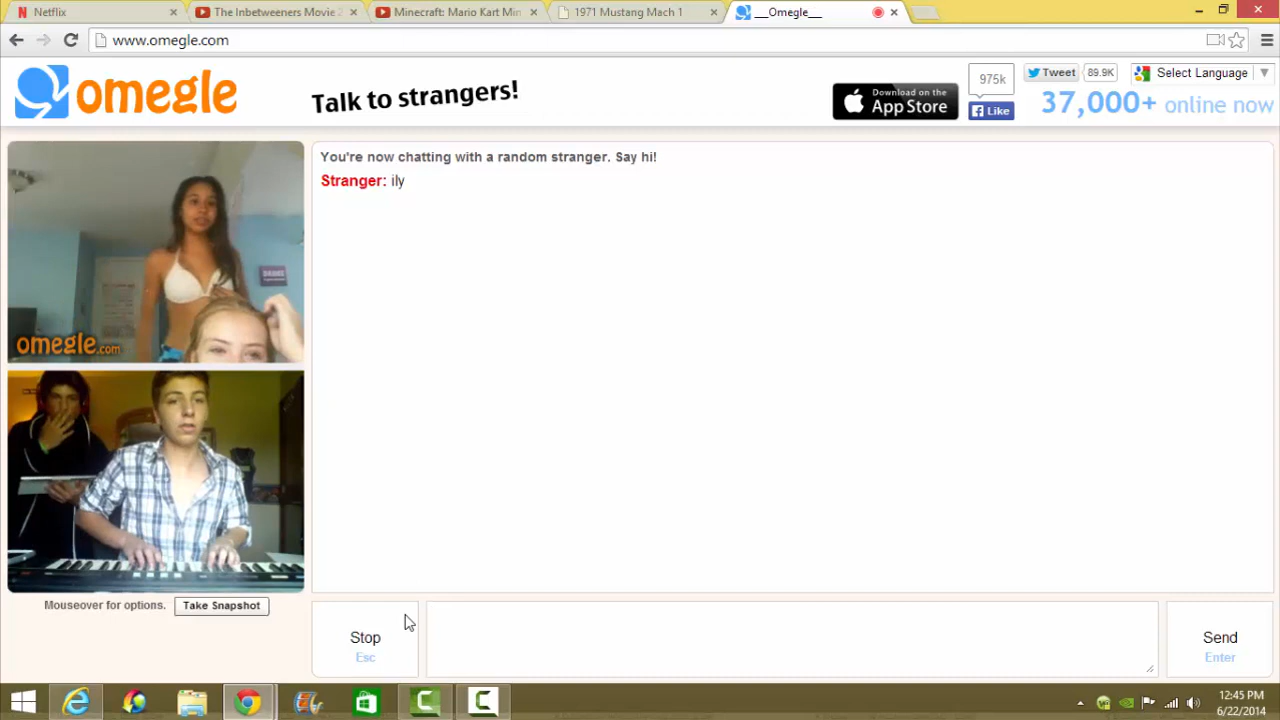 Netflix
The Inbetweeners Movie 2
Minecraft: Mario Kart Min
1971 Mustang Mach 1
__Omegle__
www.omegle.com
omegle
Talk to strangers!
Download on the
App Store
975k
Like
Tweet
89.9K
Select Language
37,000+ online now
You're now chatting with a random stranger. Say hi!
Stranger: ily
omegle.com
Mouseover for options.
Take Snapshot
Stop
Esc
Send
Enter
12:45 PM
6/22/2014